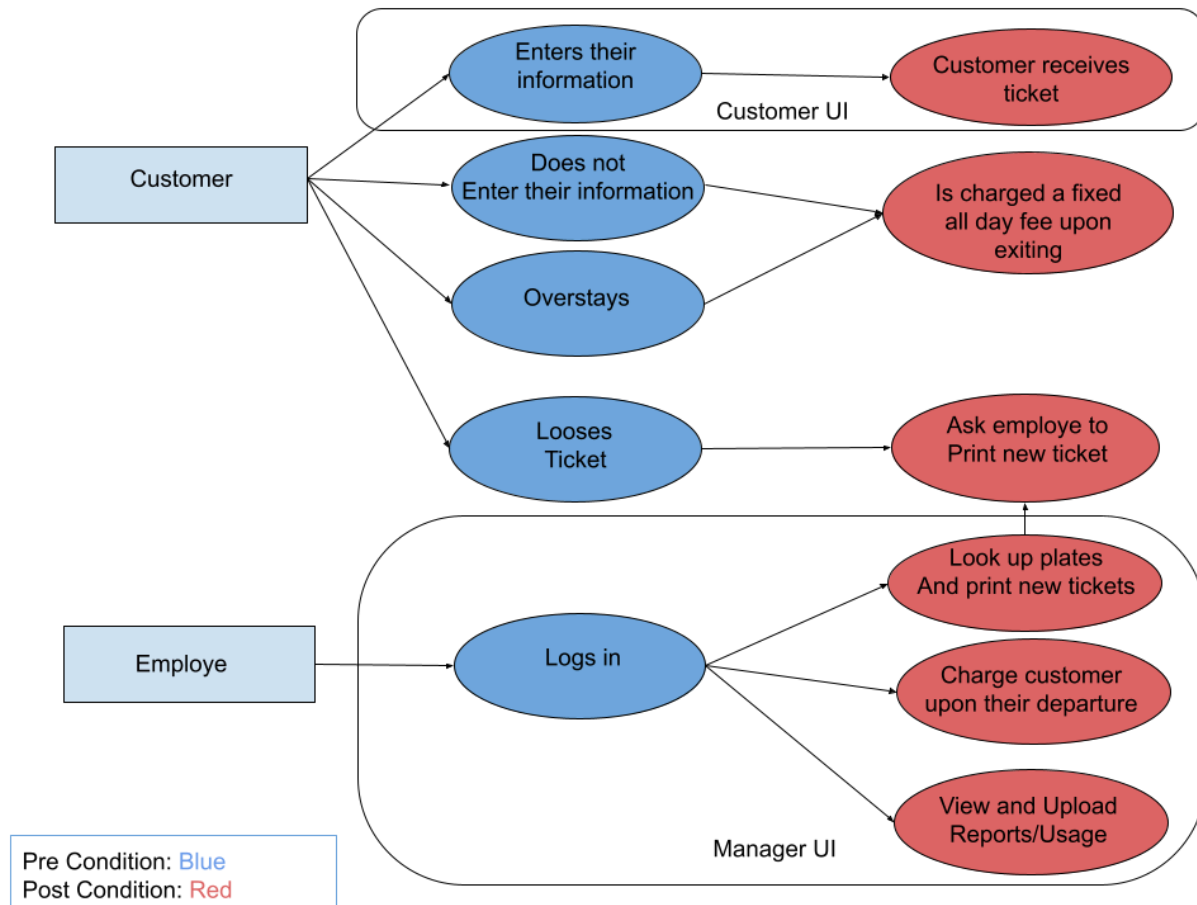 Enters their
information
Customer receives
ticket
Customer UI
Customer
Does not
Enter their information
Is charged a fixed
all day fee upon
exiting
Overstays
Looses
Ticket
Ask employe to
Print new ticket
Look up plates
And print new tickets
Employe
Logs in
Charge customer
upon their departure
View and Upload
Reports/Usage
Manager UI
Pre Condition: Blue
Post Condition: Red